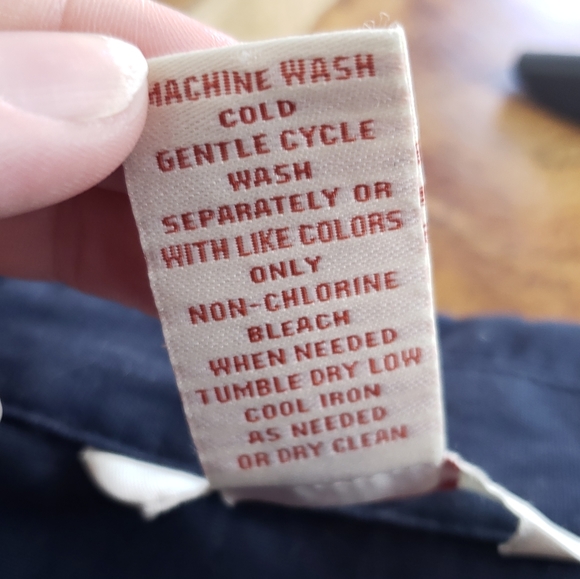 MACHINE WASH
COLD
GENTLE CYCLE
WASH
SEPARATELY OR
WITH LIKE COLORS
ONLY
NON-CHLORINE
BLEACH
WHEN NEEDED
TUMBLE DRY LOW
COOL IRON
AS NEEDED
OR DRY CLEAN